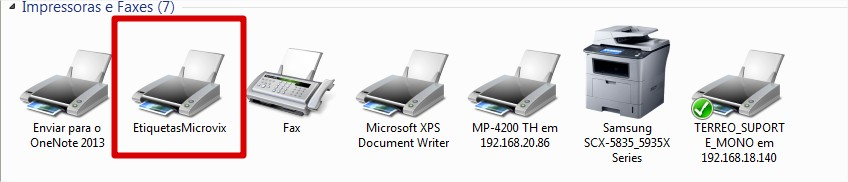 Impressoras e Faxes (7)
Enviar para o
OneNote 2013
EtiquetasMicrovix
Fax
Microsoft XPS
Document Writer
MP-4200 TH em
192.168.20.86
Samsung
SCX-5835_5935X
Series
TERREO_SUPORT
E_MONO em
192.168.18.140